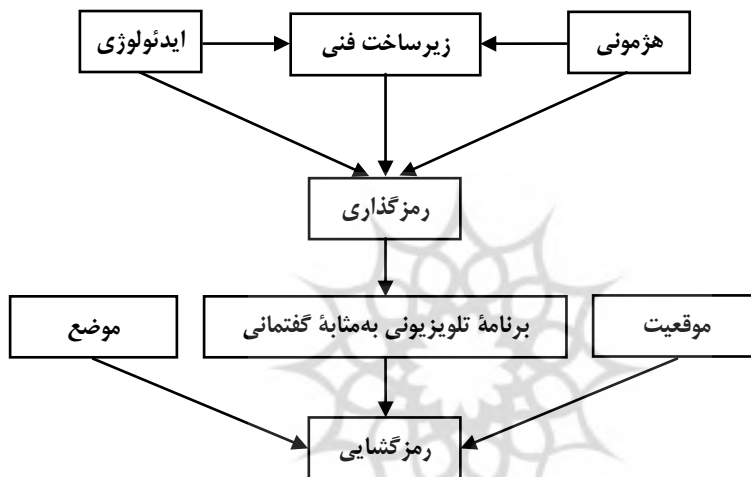 هژمونی
زیرساخت فنی
ایدئولوژی
رمزگذاری
موقعیت
برنامهٔ تلویزیونی به‌مثابهٔ گفتمانی
موضع
رمزگشایی